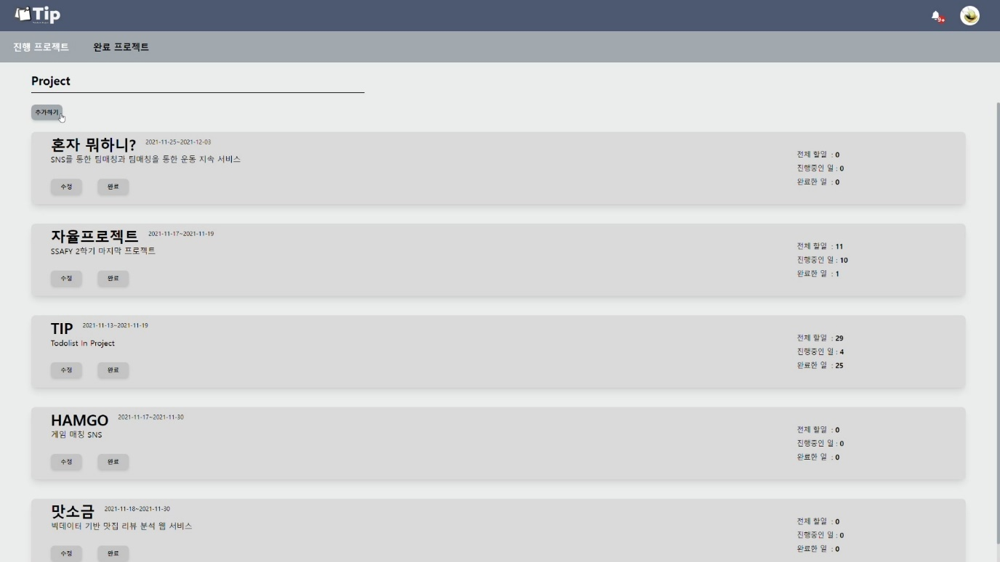 Tip
9+
진행 프로젝트 완료 프로젝트
Project
추가하기
혼자 뭐하니? 2021-11-25~2021-12-03
SNS를 통한 팀매칭과 팀매칭을 통한 운동 지속 서비스
전체 할일 : 0
진행중인 일 : 0
완료한 일 : 0
수정 완료
자율프로젝트 2021-11-17~2021-11-19
SSAFY 2학기 마지막 프로젝트
전체 할일 : 11
진행중인 일 : 10
완료한 일 : 1
수정 완료
TIP 2021-11-13~2021-11-19
Todolist In Project
전체 할일 : 29
진행중인 일 : 4
완료한 일 : 25
수정 완료
HAMGO 2021-11-17~2021-11-30
게임 매칭 SNS
전체 할일 : 0
진행중인 일 : 0
완료한 일 : 0
수정 완료
맛소금 2021-11-18~2021-11-30
빅데이터 기반 맛집 리뷰 분석 웹 서비스
전체 할일 : 0
진행중인 일 : 0
완료한 일 : 0
수정 완료